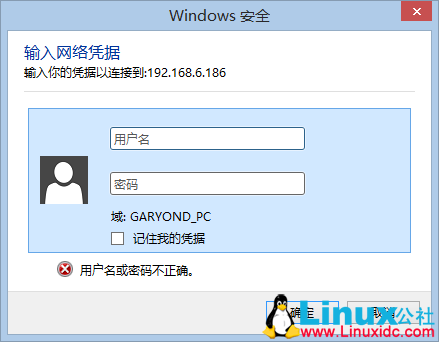 Windows 安全
输入网络凭据
输入你的凭据以连接到:192.168.6.186
用户名
密码
域: GARYOND_PC
记住我的凭据
用户名或密码不正确。
确定
取消
Linux公社
www.Linuxidc.com